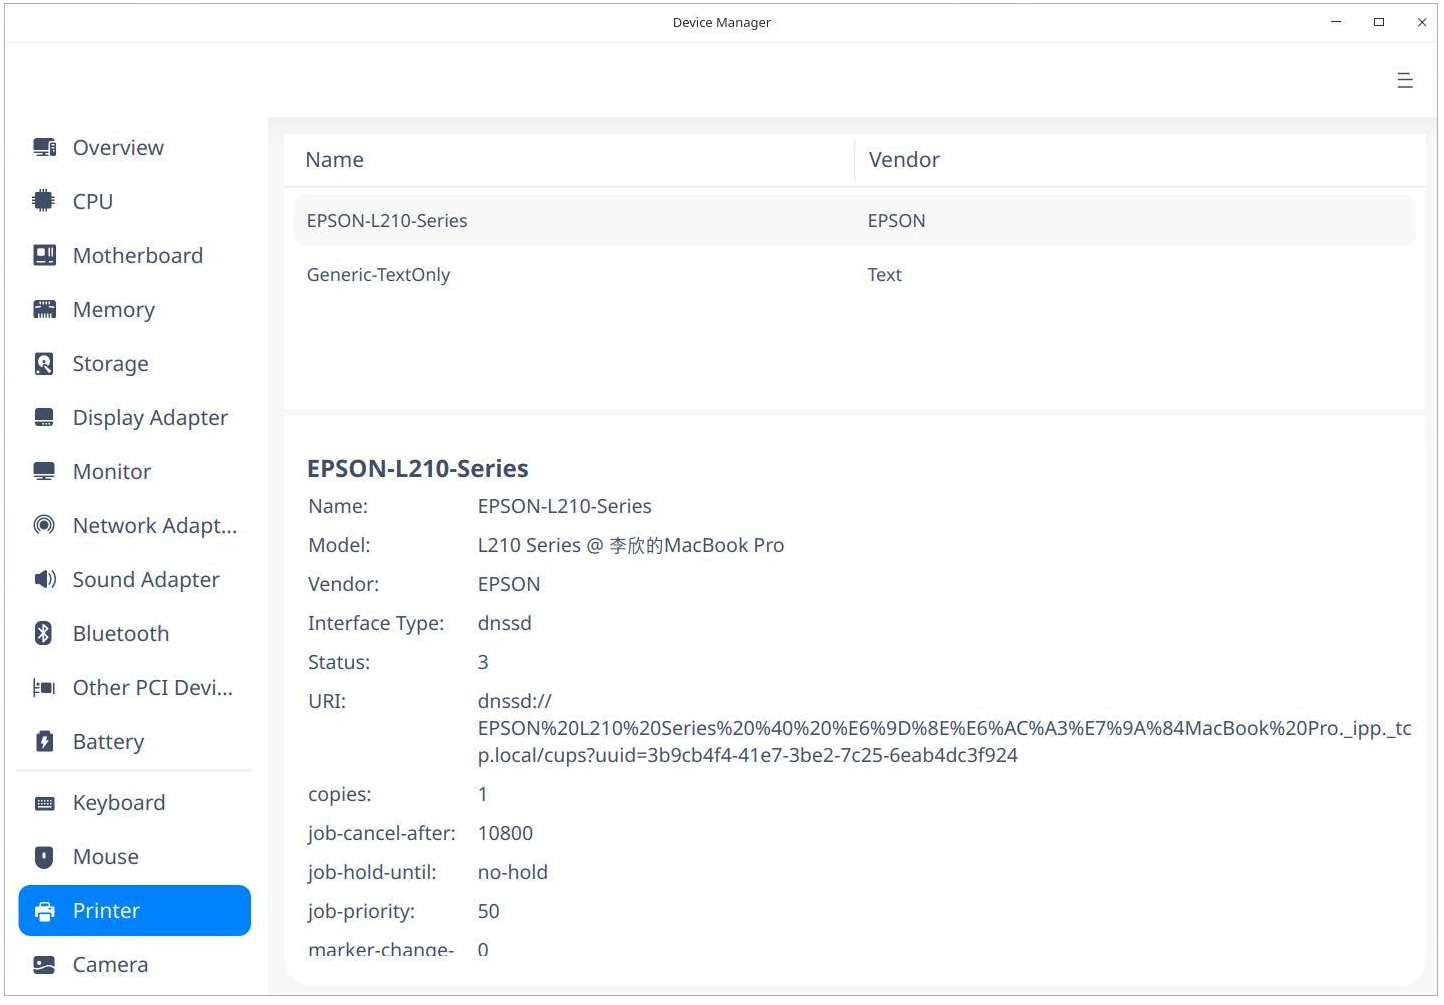 Device Manager
Overview
CPU
Motherboard
Memory
Storage
Display Adapter
Monitor
Network Adapt...
Sound Adapter
Bluetooth
Other PCI Devi...
Battery
Keyboard
Mouse
Printer
Camera
Name Vendor
EPSON-L210-Series EPSON
Generic-TextOnly Text
EPSON-L210-Series
Name: EPSON-L210-Series
Model: L210 Series @ 李欣的MacBook Pro
Vendor: EPSON
Interface Type: dnssd
Status: 3
URI: dnssd://
EPSON%20L210%20Series%20%40%20%E6%9D%8E%E6%AC%A3%E7%9A%84MacBook%20Pro._ipp._tc
p.local/cups?uuid=3b9cb4f4-41e7-3be2-7c25-6eab4dc3f924
copies: 1
job-cancel-after: 10800
job-hold-until: no-hold
job-priority: 50
marker-change- 0